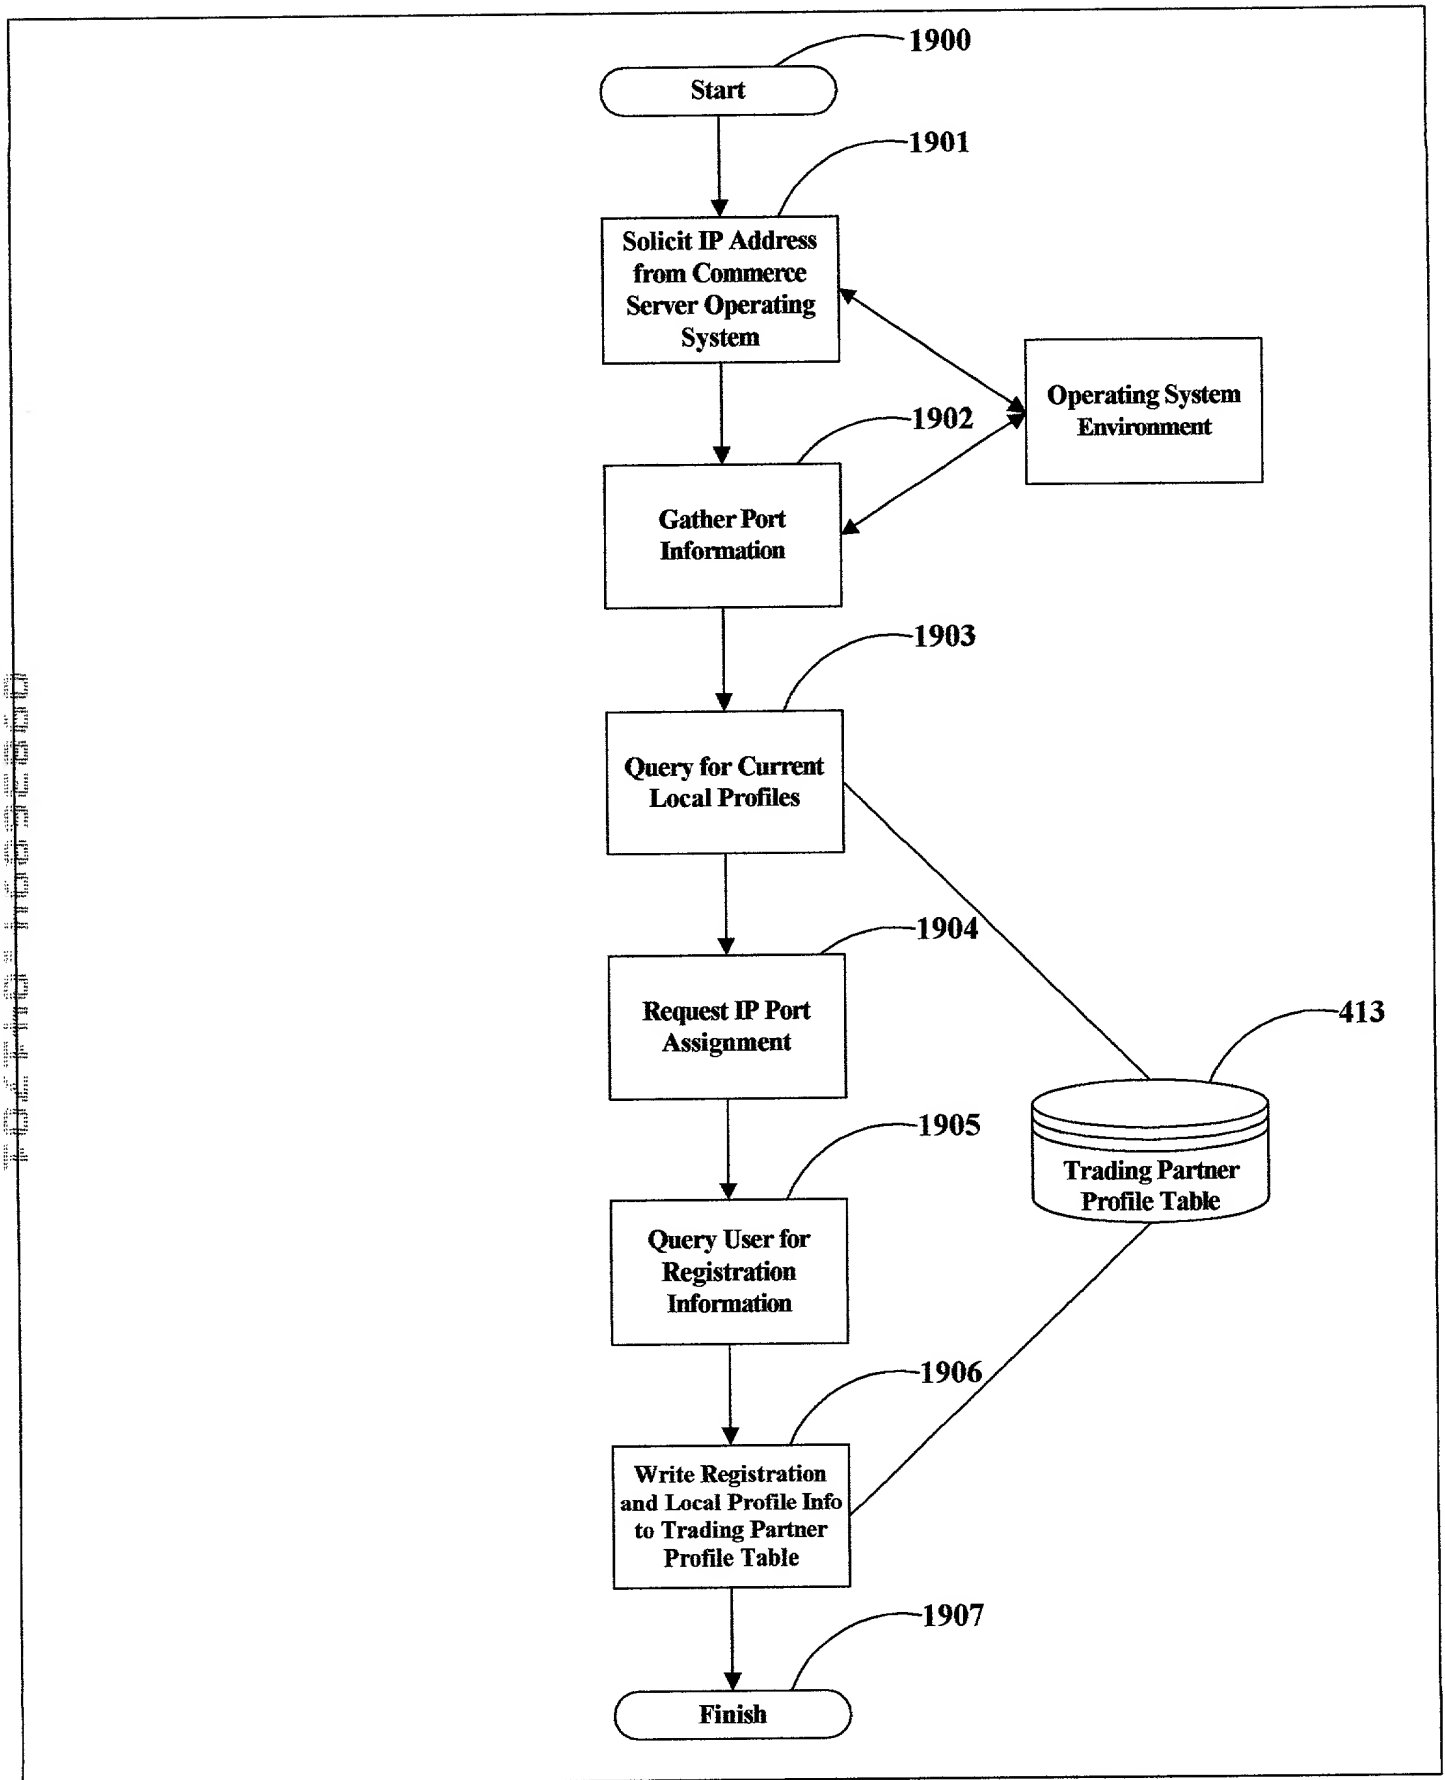 1900
Start
1901
Solicit IP Address
from Commerce
Server Operating
System
Operating System
Environment
1902
Gather Port
Information
1903
Query for Current
Local Profiles
1904
Request IP Port
Assignment
413
Trading Partner
Profile Table
1905
Query User for
Registration
Information
1906
Write Registration
and Local Profile Info
to Trading Partner
Profile Table
1907
Finish